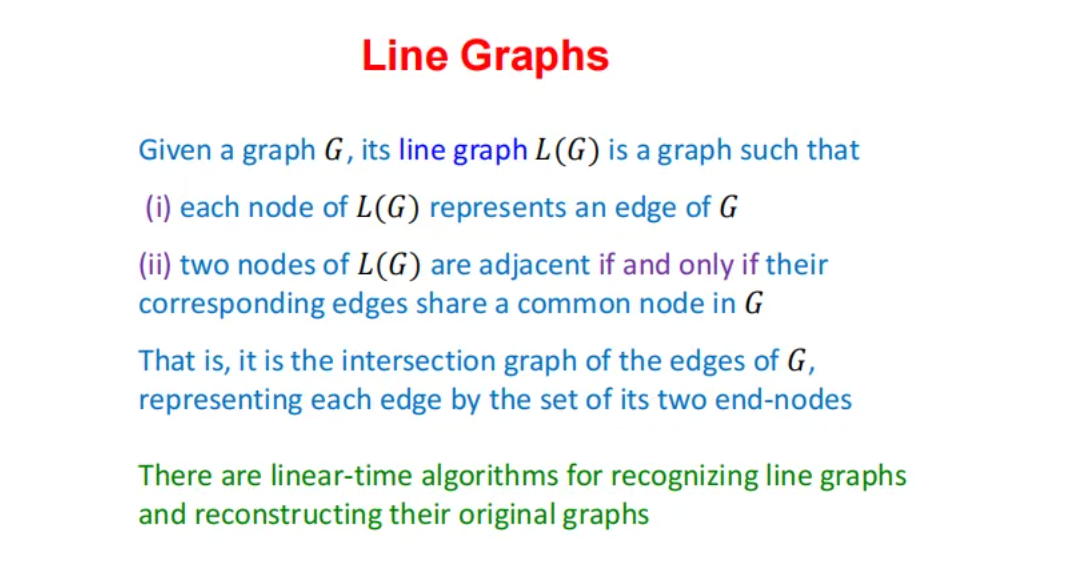 Line Graphs
Given a graph G, its line graph L(G) is a graph such that
(i) each node of L(G) represents an edge of G
(ii) two nodes of L(G) are adjacent if and only if their
corresponding edges share a common node in G
That is, it is the intersection graph of the edges of G,
representing each edge by the set of its two end-nodes
There are linear-time algorithms for recognizing line graphs
and reconstructing their original graphs